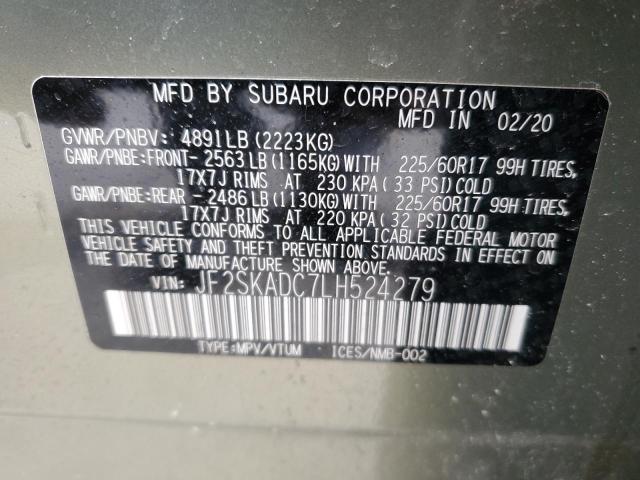 MFD BY SUBARU CORPORATION
MFD IN 02/20
GVWR/PNBV: 4891LB (2223KG)
GAWR/PNBE:FRONT- 2563LB (1165KG) WITH 225/60R17 99H TIRES,
17X7J RIMS AT 230 KPA (33 PSI) COLD
GAWR/PNBE:REAR - 2486LB (1130KG) WITH 225/60R17 99H TIRES,
17X7J RIMS AT 220 KPA (32 PSI) COLD
THIS VEHICLE CONFORMS TO ALL APPLICABLE FEDERAL MOTOR
VEHICLE SAFETY AND THEFT PREVENTION STANDARDS IN EFFECT ON
THE DATE OF MANUFACTURE SHOWN ABOVE.
VIN: JF2SKADC7LH524279
TYPE:MPV/VTUM ICES/NMB-002